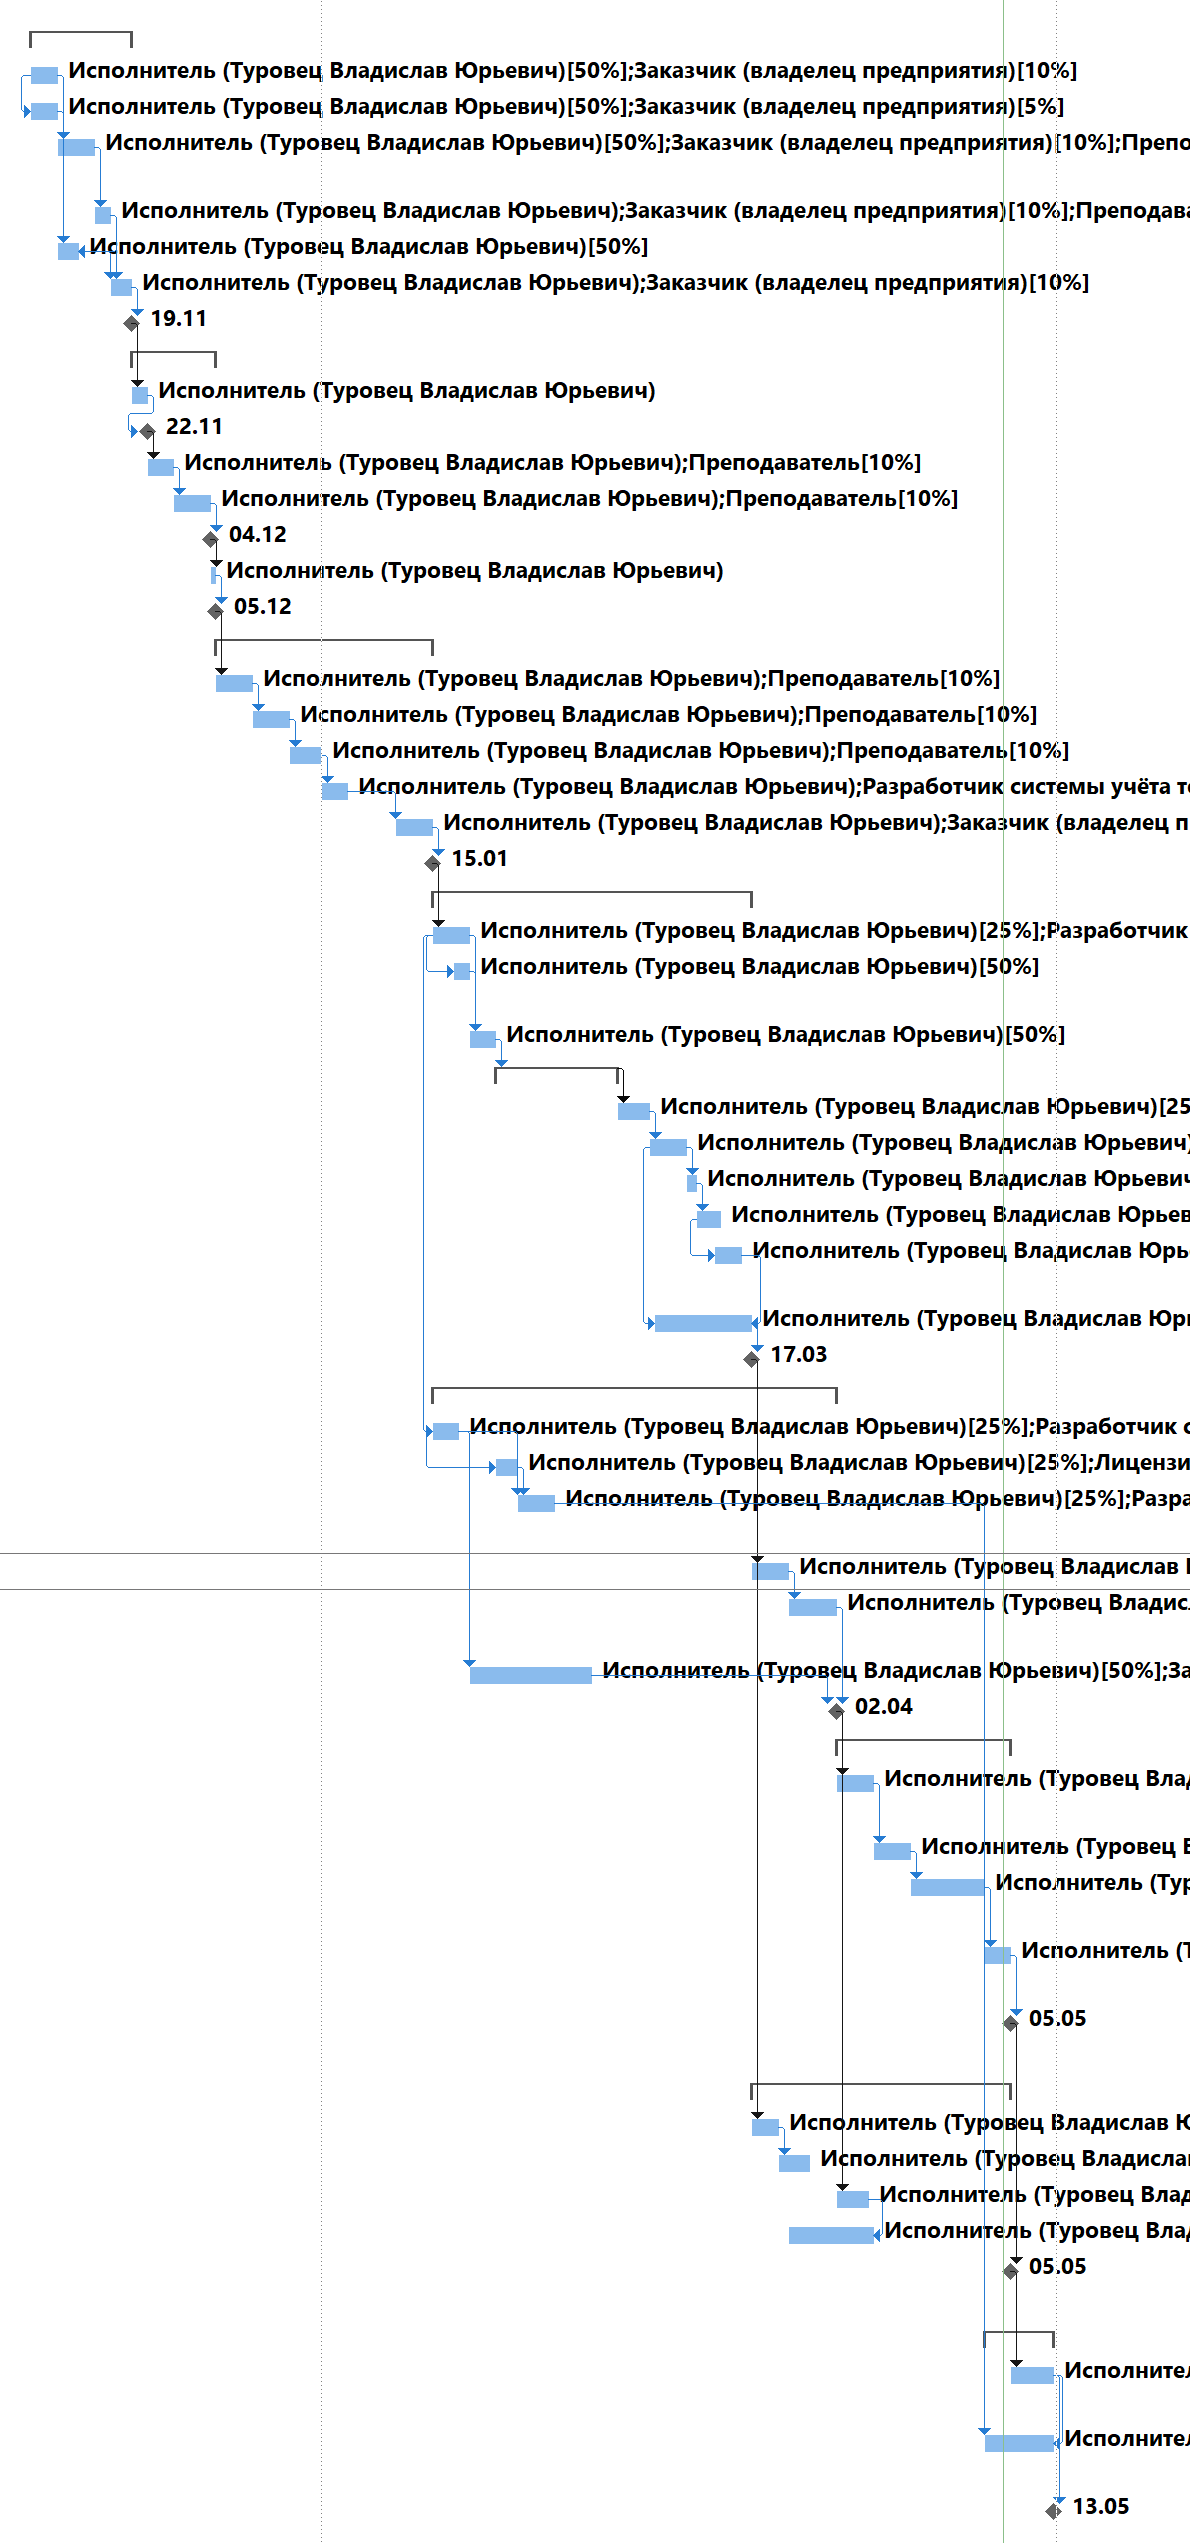 Исполнитель (Туровец Владислав Юрьевич)[50%];Заказчик (владелец предприятия)[10%]
Исполнитель (Туровец Владислав Юрьевич)[50%];Заказчик (владелец предприятия)[5%]
Исполнитель (Туровец Владислав Юрьевич)[50%];Заказчик (владелец предприятия)[10%];Препо
Исполнитель (Туровец Владислав Юрьевич);Заказчик (владелец предприятия)[10%];Препода
Исполнитель (Туровец Владислав Юрьевич)[50%]
Исполнитель (Туровец Владислав Юрьевич);Заказчик (владелец предприятия)[10%]
19.11
Исполнитель (Туровец Владислав Юрьевич)
22.11
Исполнитель (Туровец Владислав Юрьевич);Преподаватель[10%]
Исполнитель (Туровец Владислав Юрьевич);Преподаватель[10%]
04.12
Исполнитель (Туровец Владислав Юрьевич)
05.12
Исполнитель (Туровец Владислав Юрьевич);Преподаватель[10%]
Исполнитель (Туровец Владислав Юрьевич);Преподаватель[10%]
Исполнитель (Туровец Владислав Юрьевич);Преподаватель[10%]
Исполнитель (Туровец Владислав Юрьевич);Разработчик системы учёта т
Исполнитель (Туровец Владислав Юрьевич);Заказчик (владелец п
15.01
Исполнитель (Туровец Владислав Юрьевич)[25%];Разработчик
Исполнитель (Туровец Владислав Юрьевич)[50%]
Исполнитель (Туровец Владислав Юрьевич)[50%]
Исполнитель (Туровец Владислав Юрьевич)[25
Исполнитель (Туровец Владислав Юрьевич)
Исполнитель (Туровец Владислав Юрьевич
Исполнитель (Туровец Владислав Юрьев
Исполнитель (Туровец Владислав Юрь
Исполнитель (Туровец Владислав Юр
17.03
Исполнитель (Туровец Владислав Юрьевич)[25%];Разработчик с
Исполнитель (Туровец Владислав Юрьевич)[25%];Лицензи
Исполнитель (Туровец Владислав Юрьевич)[25%];Разра
Исполнитель (Туровец Владислав
Исполнитель (Туровец Владис
Исполнитель (Туровец Владислав Юрьевич)[50%];За
02.04
Исполнитель (Туровец Влад
Исполнитель (Туровец В
Исполнитель (Тур
Исполнитель (Т
05.05
Исполнитель (Туровец Владислав Ю
Исполнитель (Туровец Владисла
Исполнитель (Туровец Влад
Исполнитель (Туровец Влад
05.05
Исполнител
Исполнител
13.05